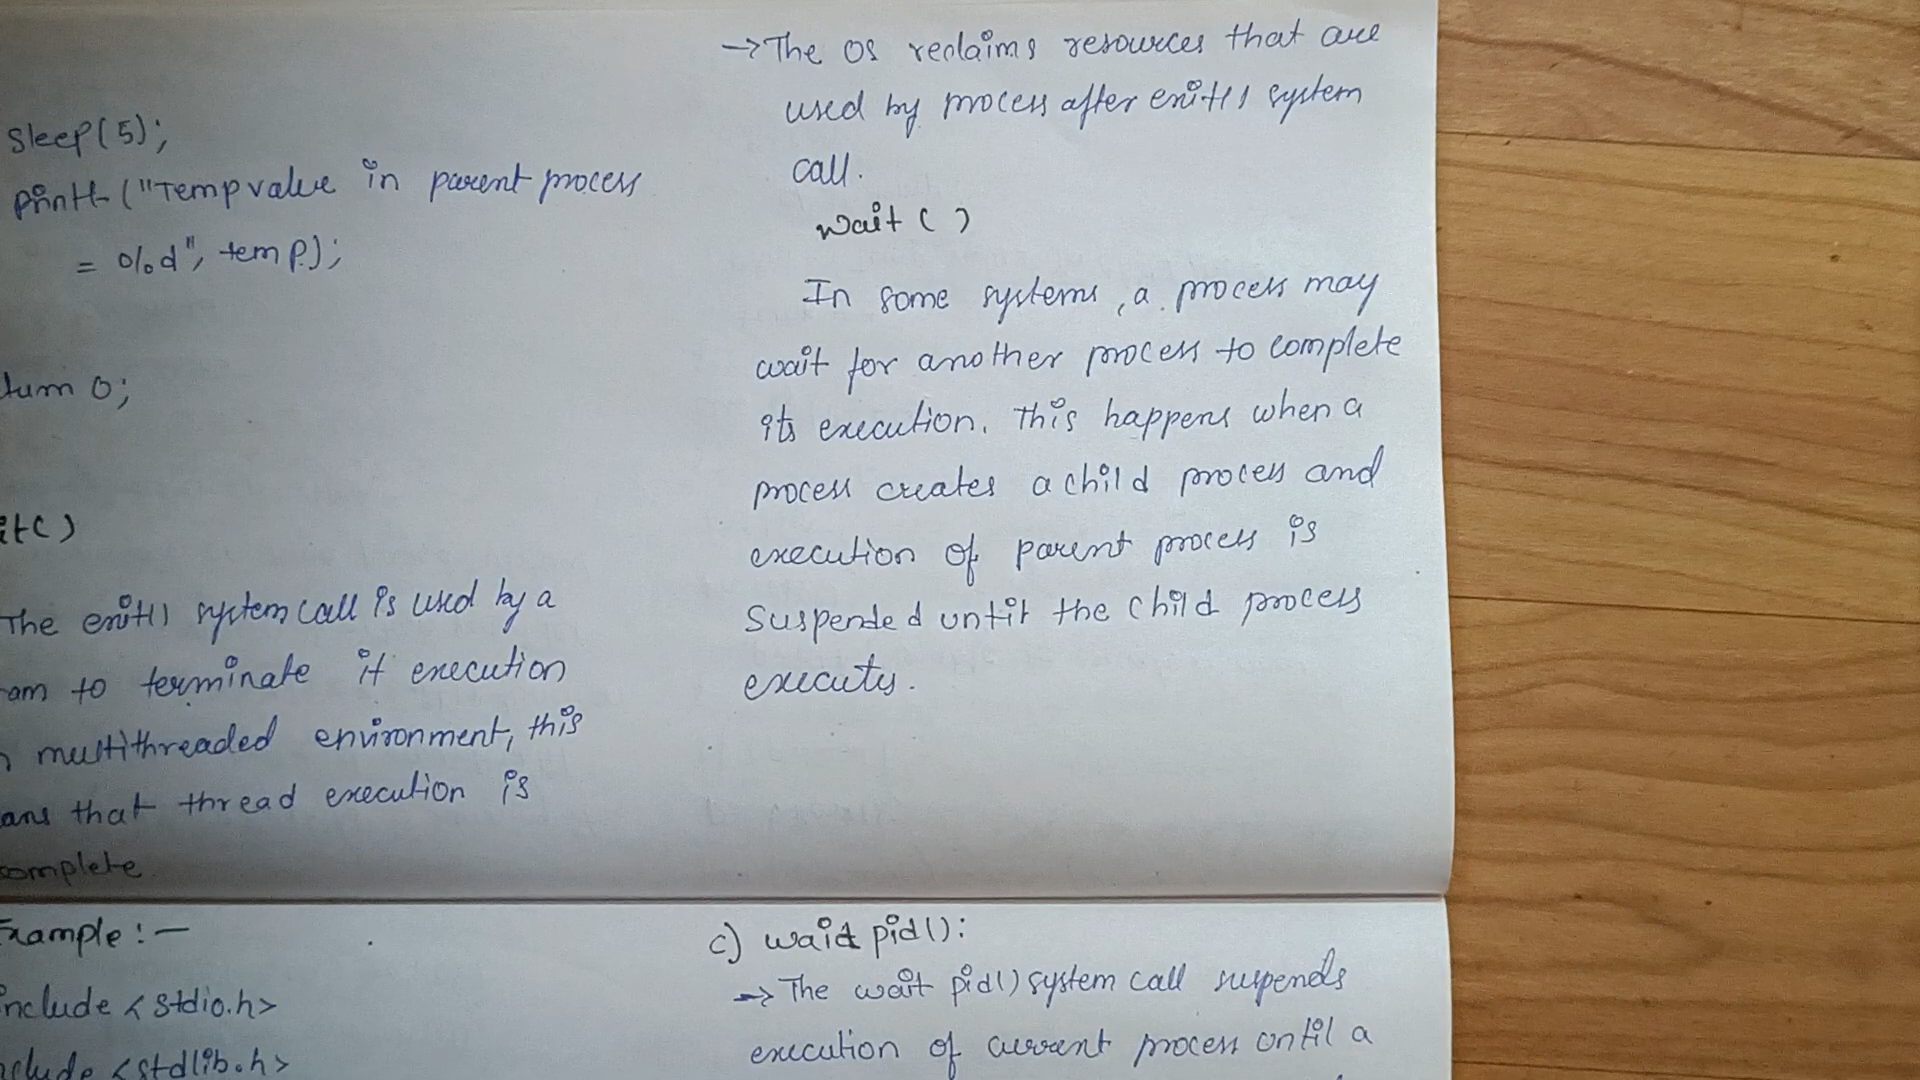 Sleep(5);
Printf ("Temp value in parent process
= %d", temp);
turn 0;
it()
The exit() system call is used by a
am to terminate it execution
multithreaded environment, this
ans that thread execution is
complete
Example :-
include <stdio.h>
nclude <stdlib.h>
→ The OS reclaims resources that are
used by process after exit() system
call.
wait ( )
In some systems, a process may
wait for another process to complete
its execution. This happens when a
process creates a child process and
execution of parent process is
Suspended until the child process
executes.
c) wait pid():
→ The wait pid() system call suspends
execution of current process until a